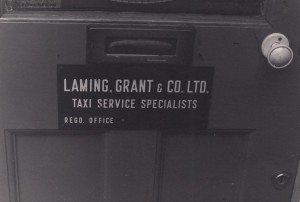 LAMING, GRANT & CO. LTD.
TAXI SERVICE SPECIALISTS
REGD. OFFICE